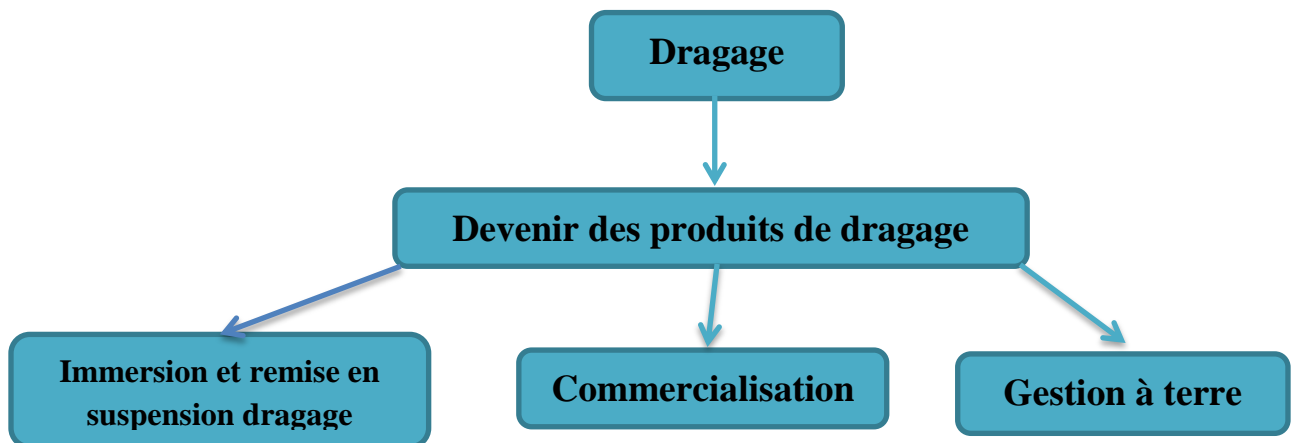 Dragage
Devenir des produits de dragage
Immersion et remise en
suspension dragage
Commercialisation
Gestion à terre